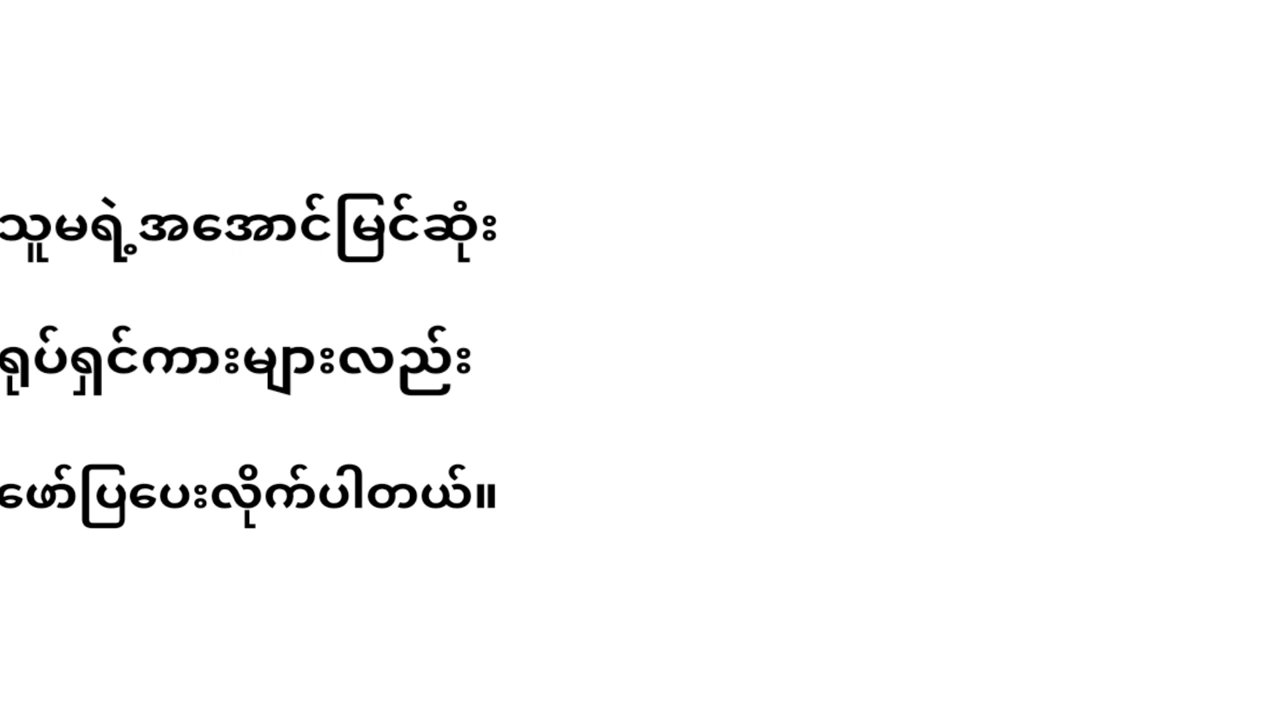 သူမရဲ့အအောင်မြင်ဆုံး
ရုပ်ရှင်ကားများလည်း
ဖော်ပြပေးလိုက်ပါတယ်။